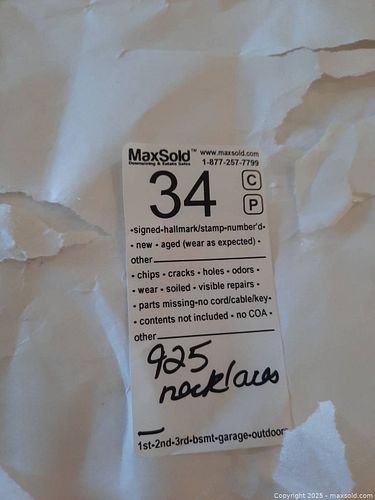 MaxSold™ www.maxsold.com
Downsizing & Estate Sales 1-877-257-7799
34 C
P
•signed-hallmark/stamp-number'd•
• new • aged (wear as expected) •
other
• chips • cracks • holes • odors •
• wear • soiled • visible repairs •
• parts missing-no cord/cable/key•
• contents not included • no COA •
other
925
necklaces
1st-2nd-3rd-bsmt-garage-outdoor
Copyright © 2025 - maxsold.com